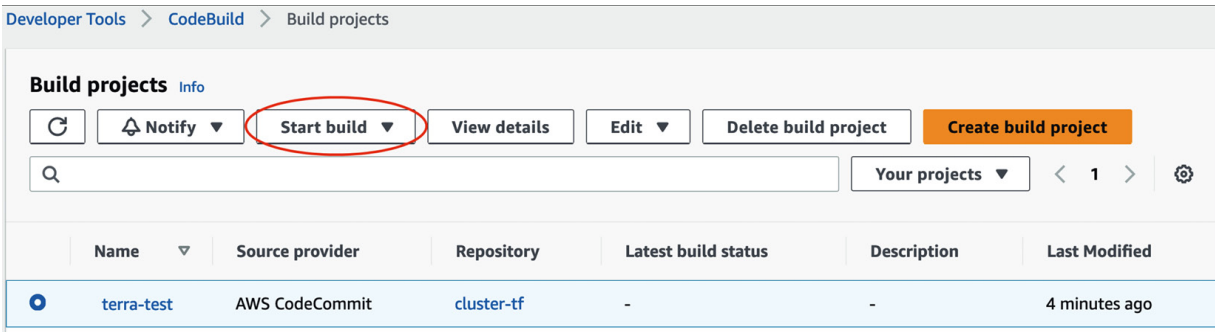 Developer Tools > CodeBuild > Build projects
Build projects Info
Notify ▼ Start build ▼ View details Edit ▼ Delete build project Create build project
Your projects ▼ < 1 >
Name ▽ Source provider Repository Latest build status Description Last Modified
terra-test AWS CodeCommit cluster-tf - - 4 minutes ago